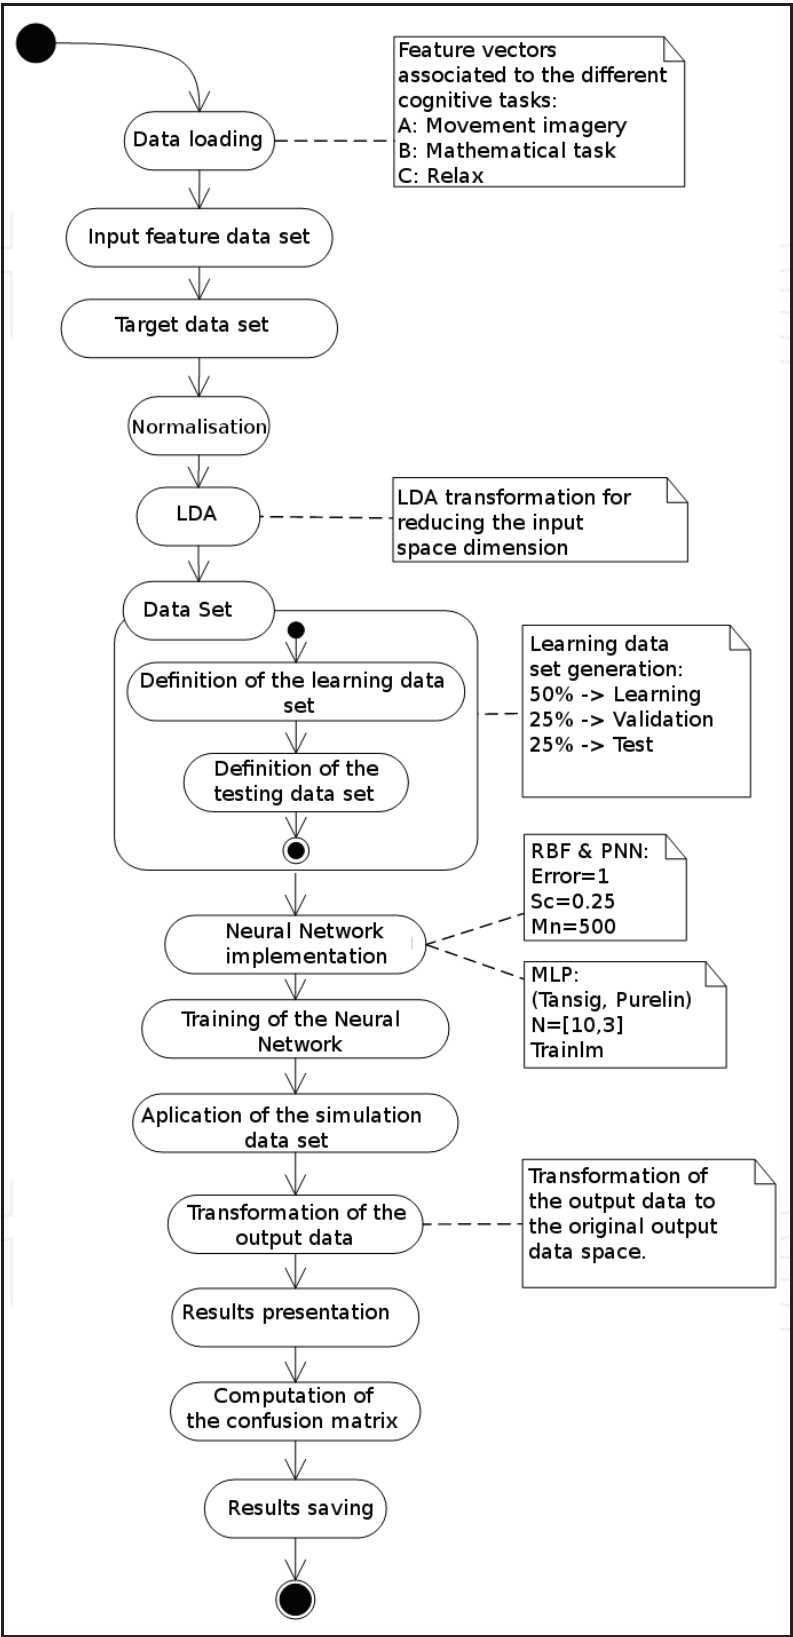 Feature vectors
associated to the different
cognitive tasks:
A: Movement imagery
B: Mathematical task
C: Relax
Data loading
Input feature data set
Target data set
Normalisation
LDA
LDA transformation for
reducing the input
space dimension
Data Set
Definition of the learning data
set
Learning data
set generation:
50% -> Learning
25% -> Validation
25% -> Test
Definition of the
testing data set
RBF & PNN:
Error=1
Sc=0.25
Mn=500
Neural Network
implementation
MLP:
(Tansig, Purelin)
N=[10,3]
Trainlm
Training of the Neural
Network
Aplication of the simulation
data set
Transformation of the
output data
Transformation of
the output data to
the original output
data space.
Results presentation
Computation of
the confusion matrix
Results saving